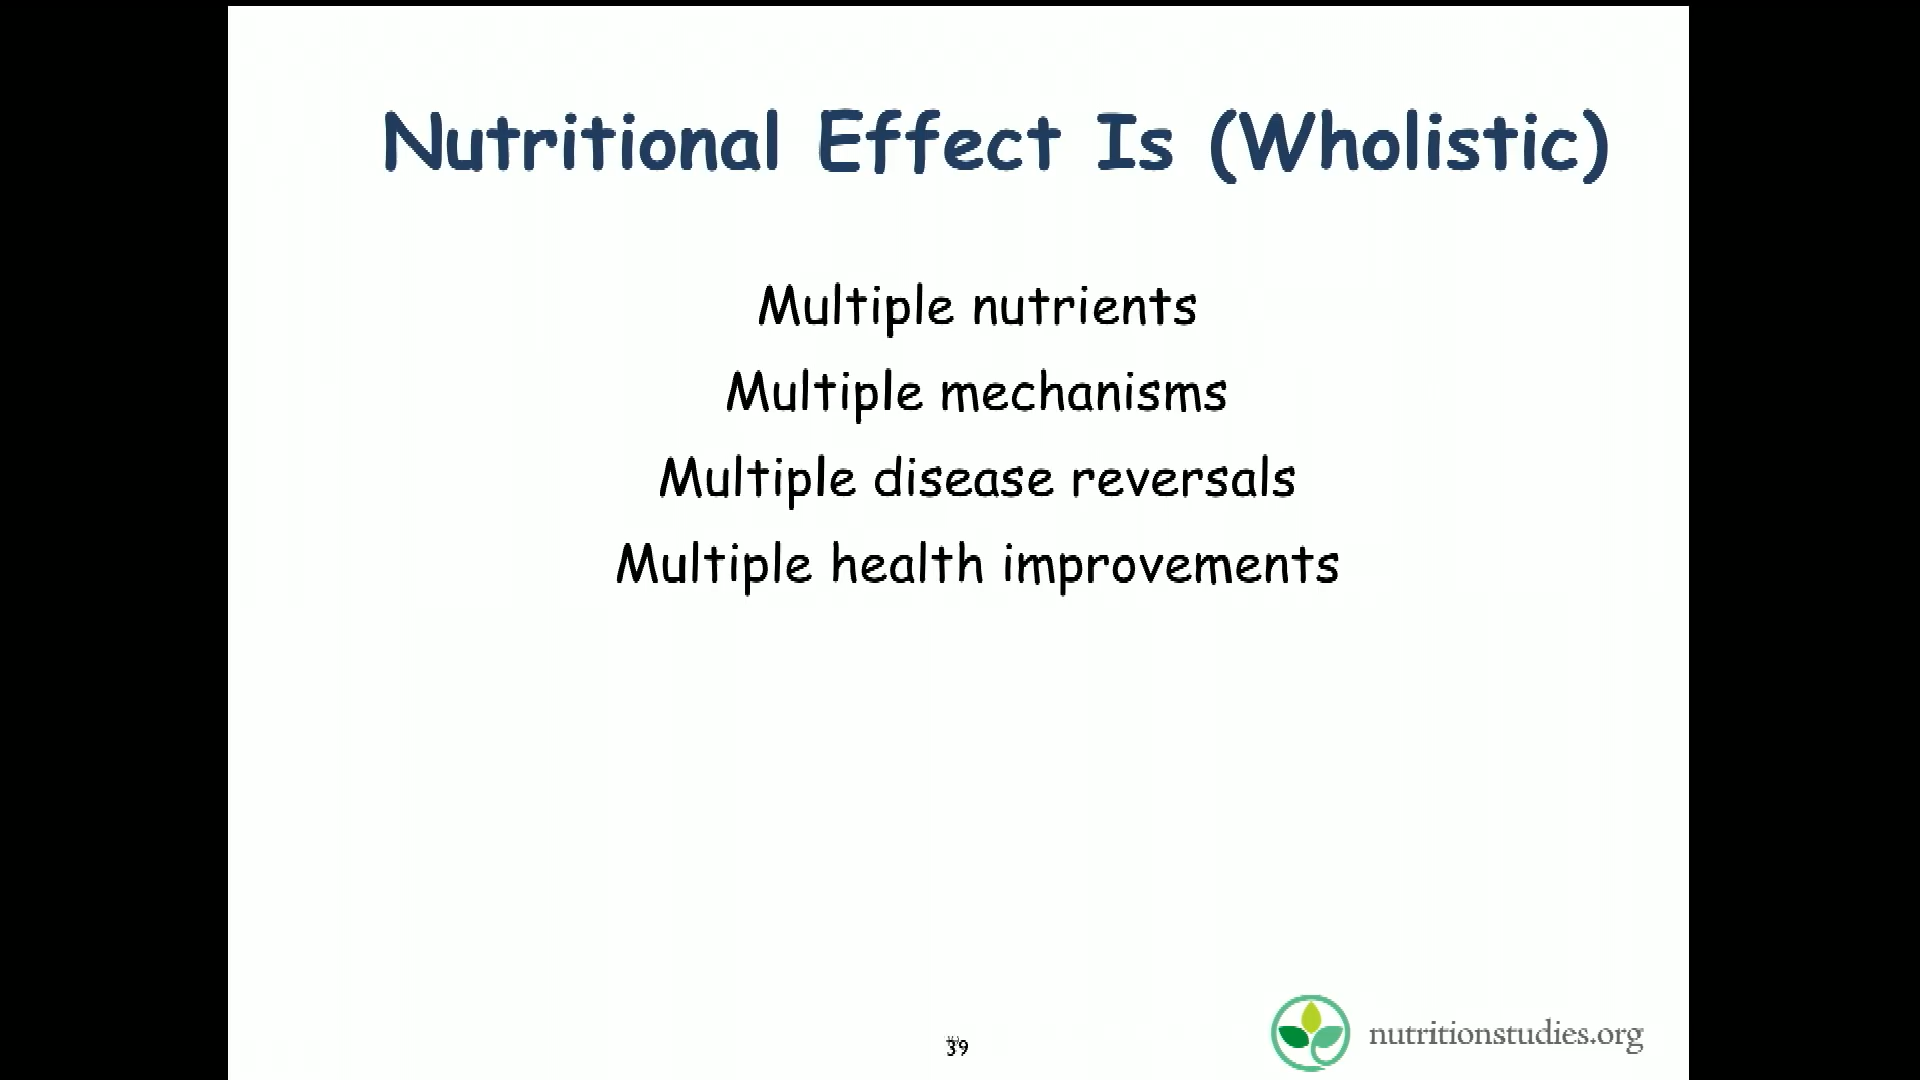 Nutritional Effect Is (Wholistic)
Multiple nutrients
Multiple mechanisms
Multiple disease reversals
Multiple health improvements
39
nutritionstudies.org